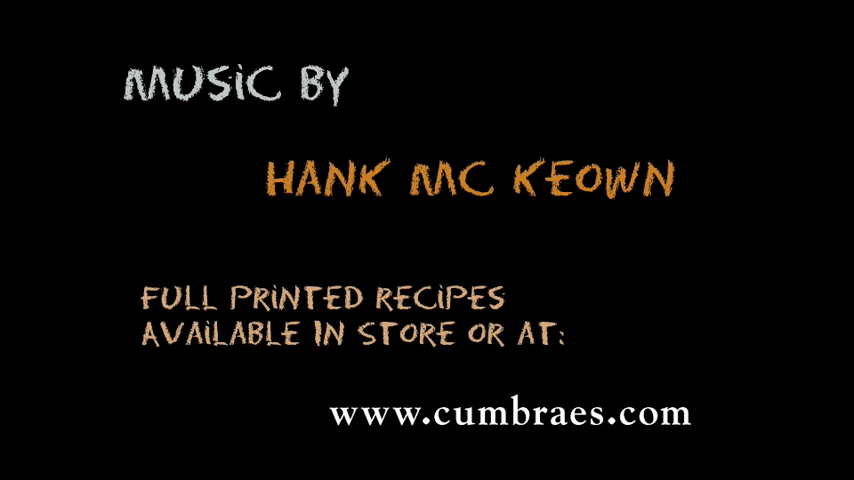 MUSiC BY
HANK MC KEOWN
FULL PRiNTED RECiPES
AVAiLABLE IN STORE OR AT:
www.cumbraes.com